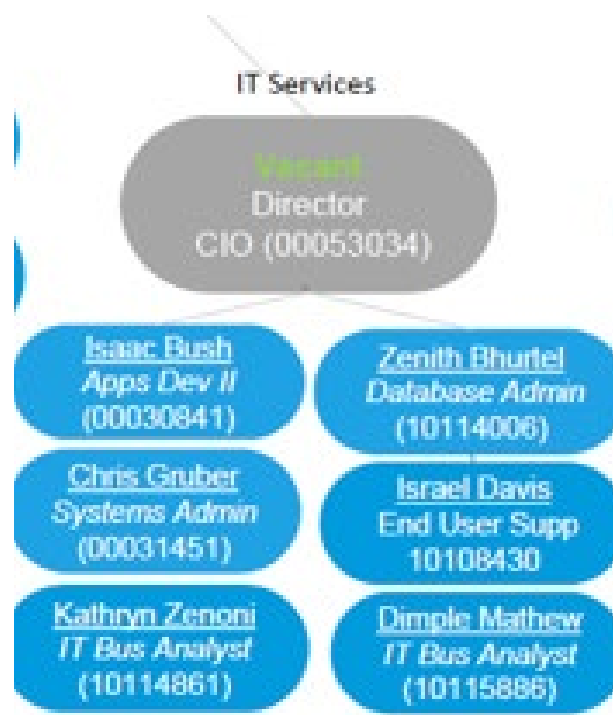 IT Services
Vacant
Director
CIO (00053034)
Isaac Bush
Apps Dev II
(00030841)
Zenith Bhurtel
Database Admin
(10114006)
Chris Gruber
Systems Admin
(00031451)
Israel Davis
End User Supp
10108430
Kathryn Zenoni
IT Bus Analyst
(10114861)
Dimple Mathew
IT Bus Analyst
(10115886)